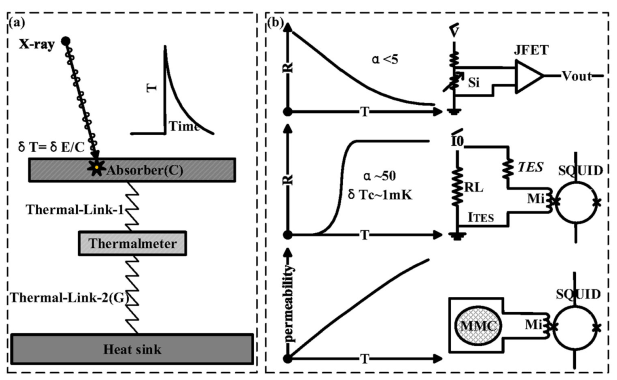 (a)
X-ray
T
Time
δ T= δ E/C
Absorber(C)
Thermal-Link-1
Thermalmeter
Thermal-Link-2(G)
Heat sink
(b)
R
α <5
T
V
Si
JFET
Vout
R
α ~50
δ Tc~1mK
T
I0
RL
ITES
TES
Mi
SQUID
permeability
T
MMC
Mi
SQUID